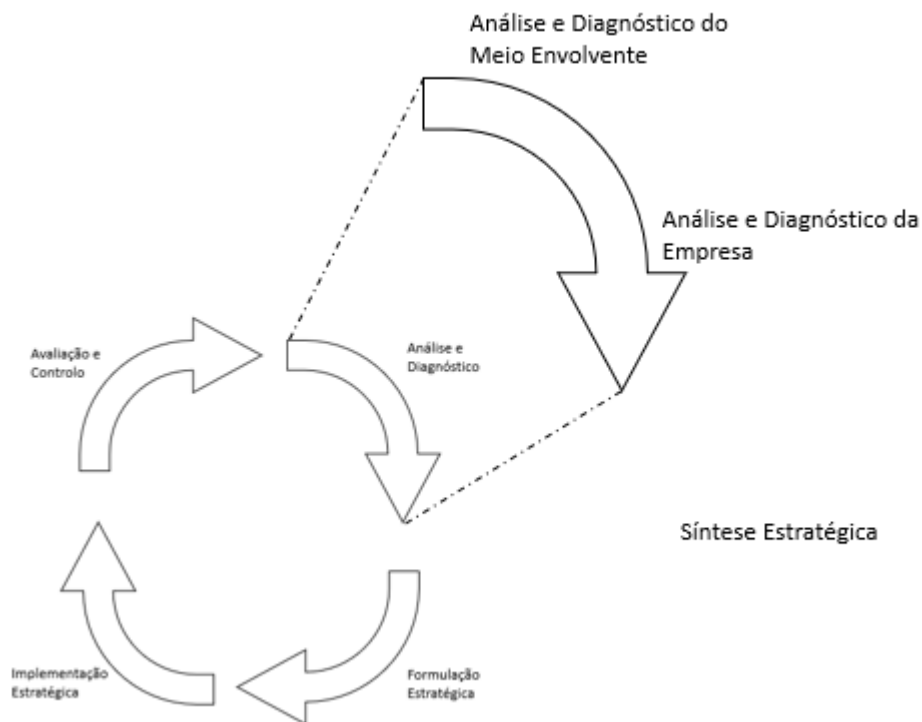 Análise e Diagnóstico do
Meio Envolvente
Análise e Diagnóstico da
Empresa
Avaliação e
Controlo
Análise e
Diagnóstico
Síntese Estratégica
Implementação
Estratégica
Formulação
Estratégica